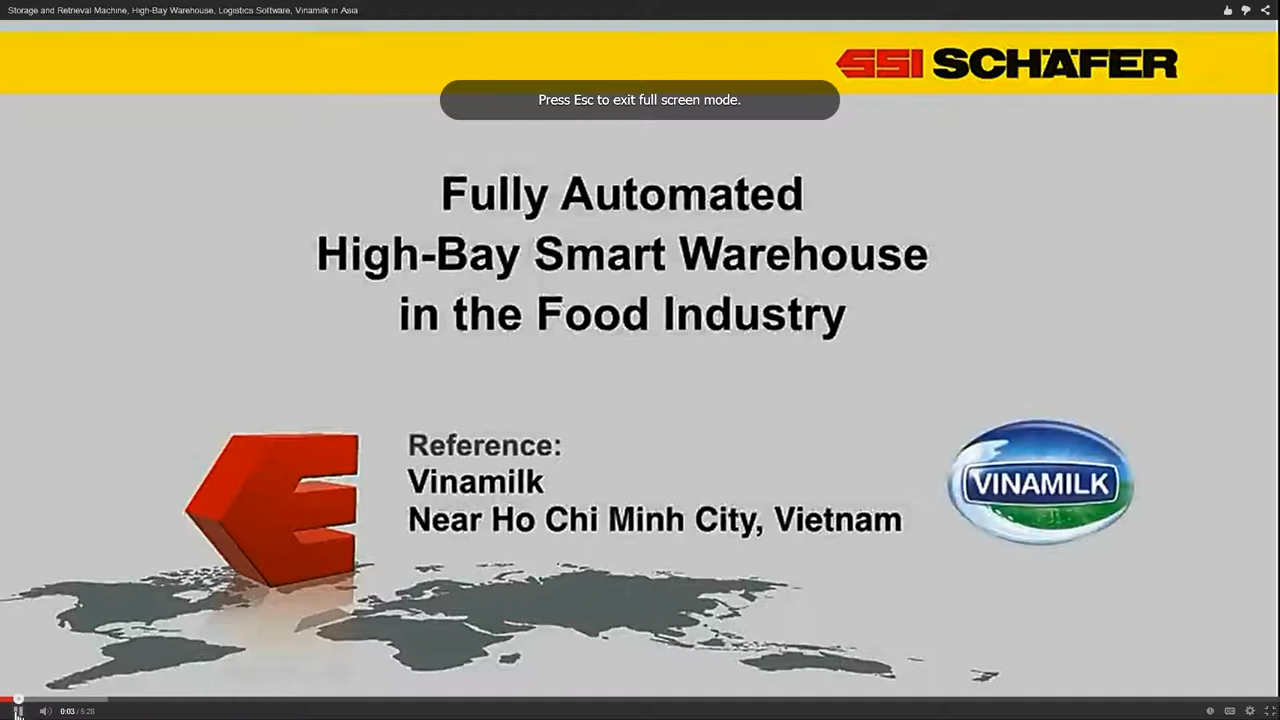 Storage and Retrieval Machine, High-Bay Warehouse, Logistics Software, Vinamilk in Asia
SSI SCHÄFER
Press Esc to exit full screen mode.
Fully Automated
High-Bay Smart Warehouse
in the Food Industry
Reference:
Vinamilk
Near Ho Chi Minh City, Vietnam
VINAMILK
0:03 / 5:26